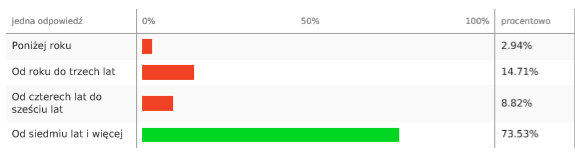 jedna odpowiedź 0% 50% 100% procentowo
Poniżej roku 2.94%
Od roku do trzech lat 14.71%
Od czterech lat do
sześciu lat 8.82%
Od siedmiu lat i więcej 73.53%